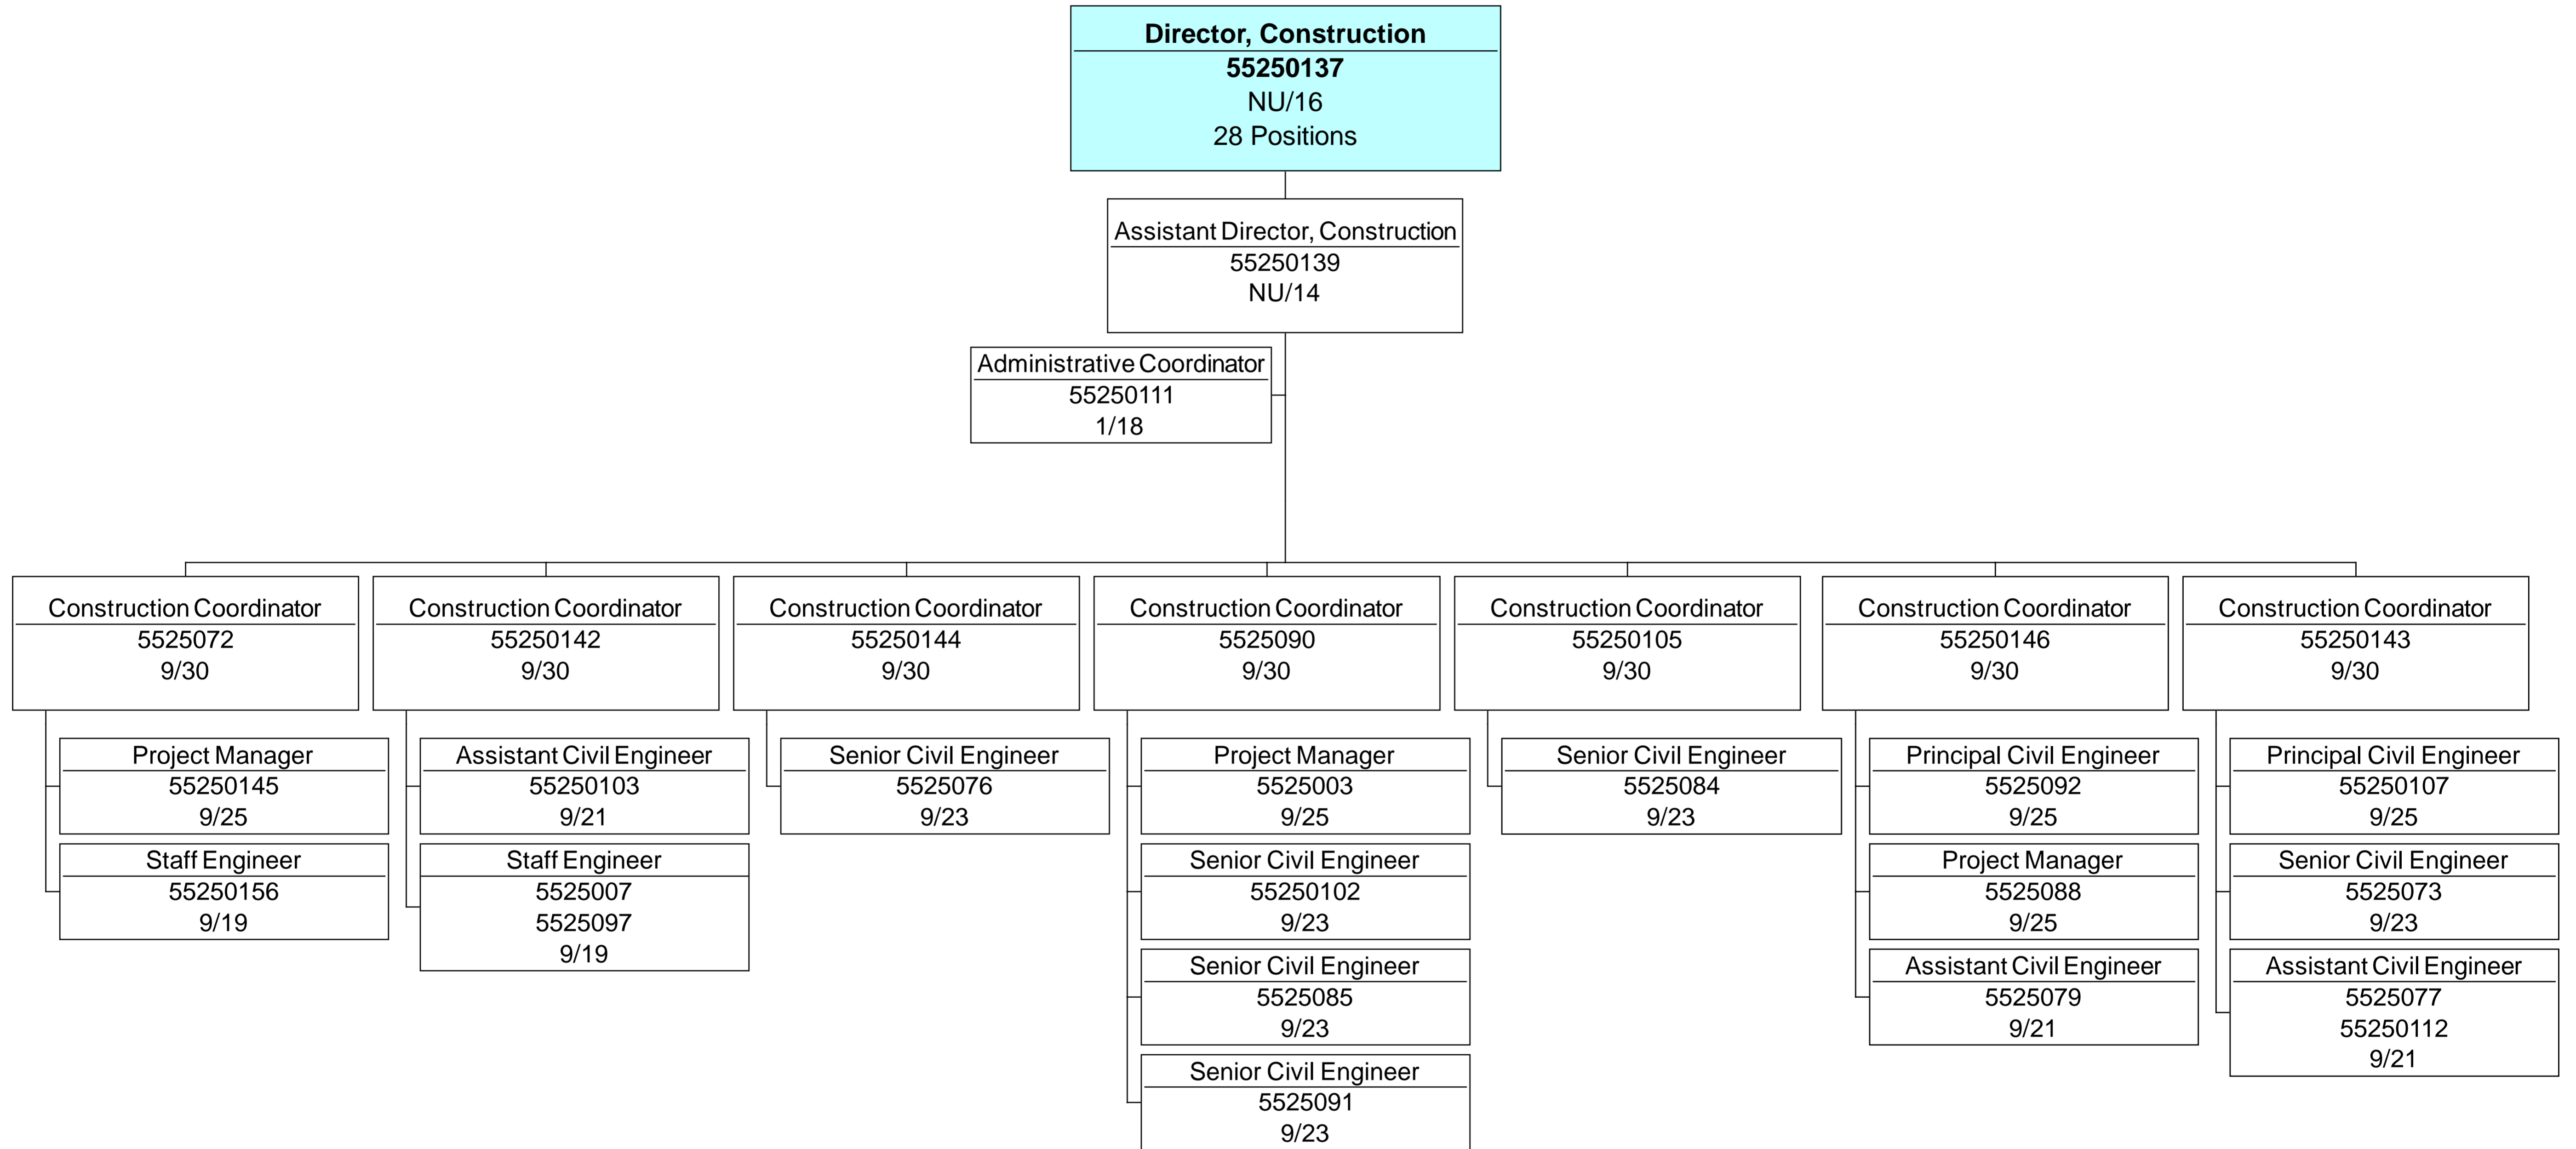 Director, Construction
55250137
NU/16
28 Positions
Assistant Director, Construction
55250139
NU/14
Administrative Coordinator
55250111
1/18
Construction Coordinator
5525072
9/30
Project Manager
55250145
9/25
Staff Engineer
55250156
9/19
Construction Coordinator
55250142
9/30
Assistant Civil Engineer
55250103
9/21
Staff Engineer
5525007
5525097
9/19
Construction Coordinator
55250144
9/30
Senior Civil Engineer
5525076
9/23
Construction Coordinator
5525090
9/30
Project Manager
5525003
9/25
Senior Civil Engineer
55250102
9/23
Senior Civil Engineer
5525085
9/23
Senior Civil Engineer
5525091
9/23
Construction Coordinator
55250105
9/30
Senior Civil Engineer
5525084
9/23
Construction Coordinator
55250146
9/30
Principal Civil Engineer
5525092
9/25
Project Manager
5525088
9/25
Assistant Civil Engineer
5525079
9/21
Construction Coordinator
55250143
9/30
Principal Civil Engineer
55250107
9/25
Senior Civil Engineer
5525073
9/23
Assistant Civil Engineer
5525077
55250112
9/21